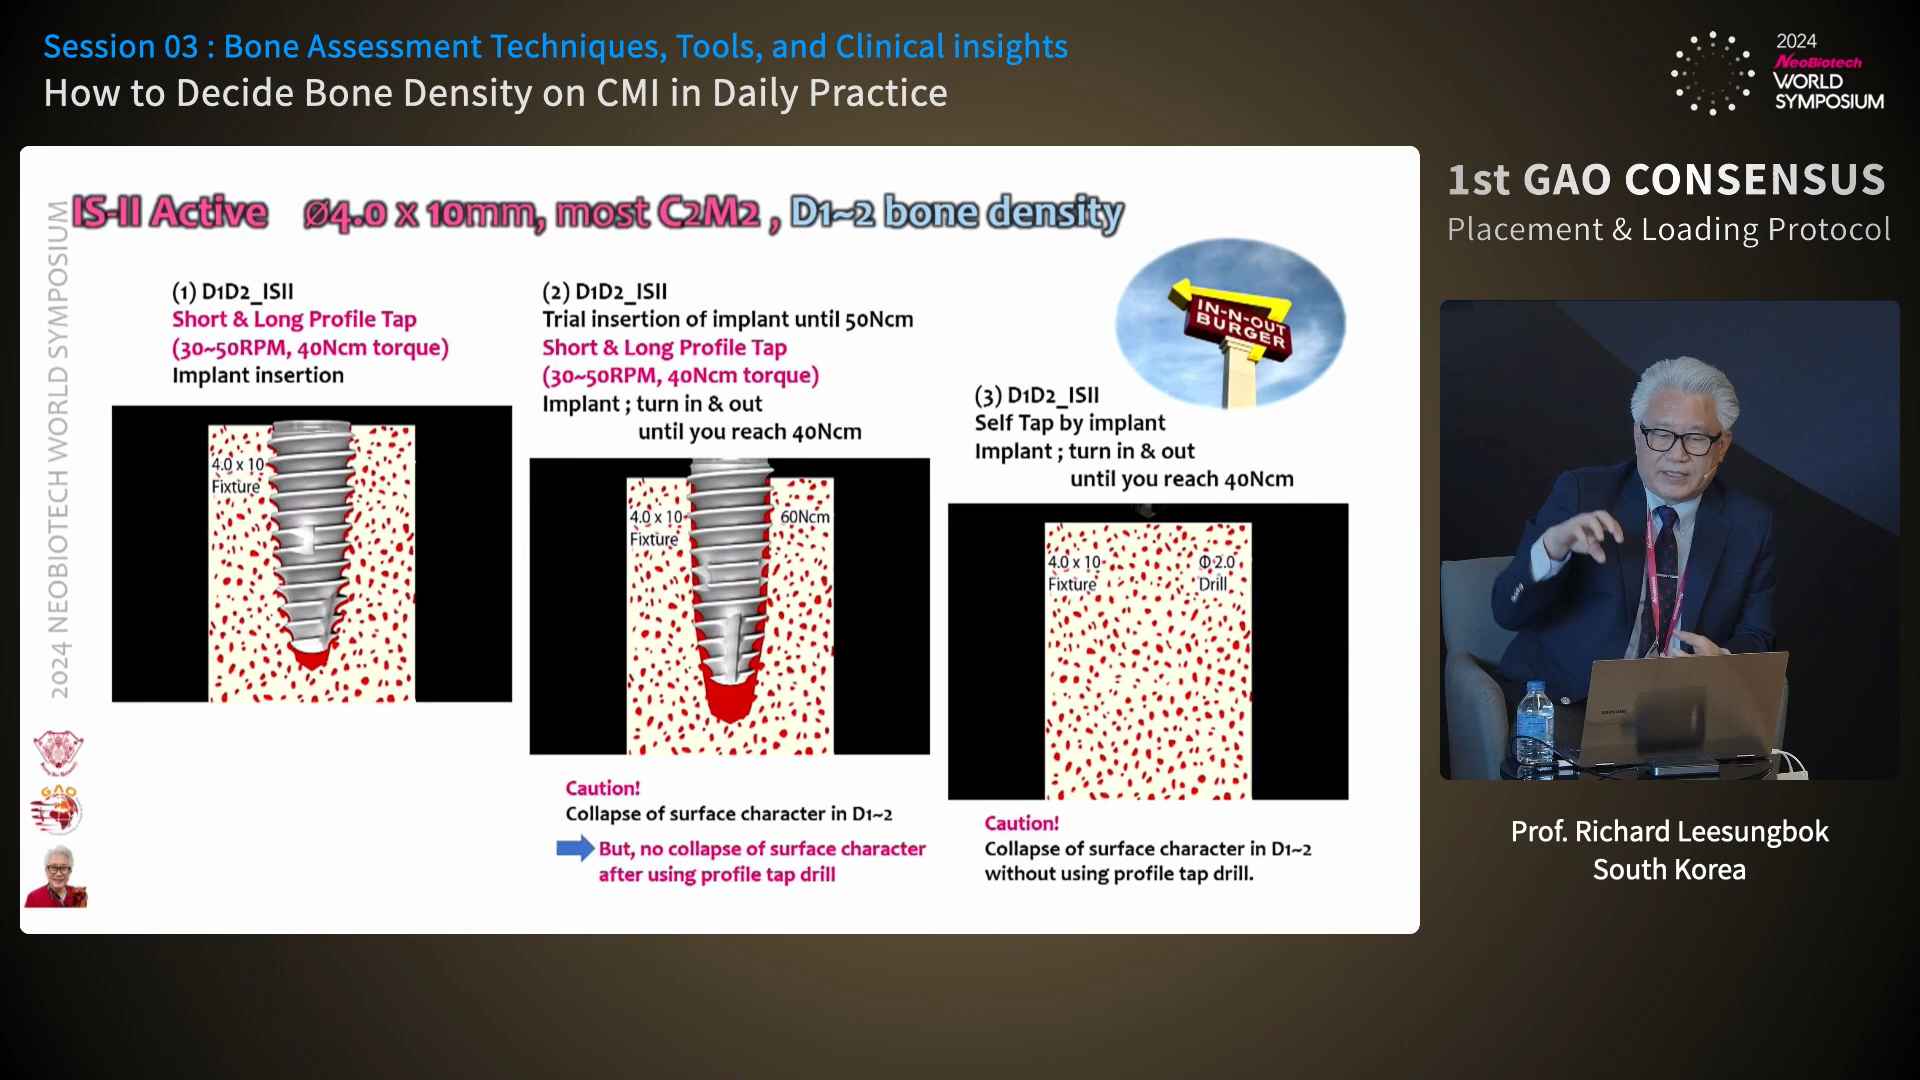 Session 03 : Bone Assessment Techniques, Tools, and Clinical insights
How to Decide Bone Density on CMI in Daily Practice
2024
NeoBiotech
WORLD
SYMPOSIUM
1st GAO CONSENSUS
Placement & Loading Protocol
2024 NEOBIOTECH WORLD SYMPOSIUM
IS-II Active Ø4.0 x 10mm, most C2M2 , D1~2 bone density
(1) D1D2_ISII
Short & Long Profile Tap
(30~50RPM, 40Ncm torque)
Implant insertion
4.0 x 10
Fixture
(2) D1D2_ISII
Trial insertion of implant until 50Ncm
Short & Long Profile Tap
(30~50RPM, 40Ncm torque)
Implant ; turn in & out
until you reach 40Ncm
4.0 x 10
Fixture
60Ncm
Caution!
Collapse of surface character in D1~2
But, no collapse of surface character
after using profile tap drill
IN-N-OUT
BURGER
(3) D1D2_ISII
Self Tap by implant
Implant ; turn in & out
until you reach 40Ncm
4.0 x 10
Fixture
Φ 2.0
Drill
Caution!
Collapse of surface character in D1~2
without using profile tap drill.
GAO
SAMSUNG
Prof. Richard Leesungbok
South Korea